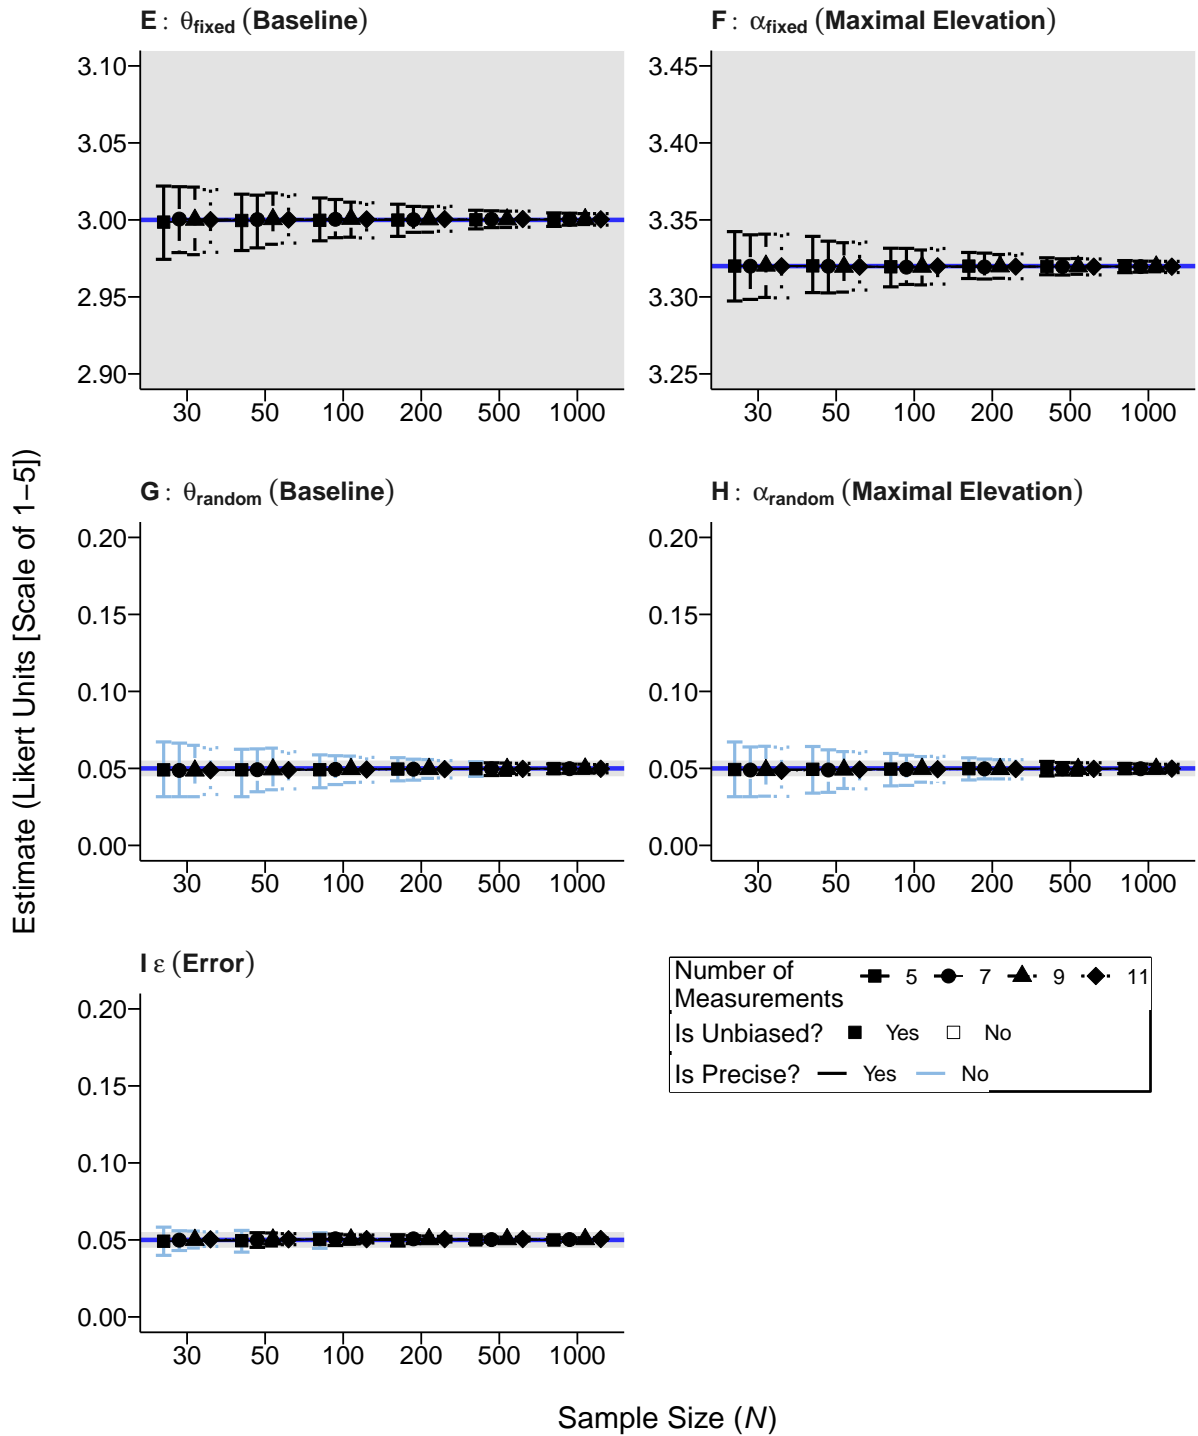 E : θfixed (Baseline)
3.10
3.05
3.00
2.95
2.90
30 50 100 200 500 1000
F : αfixed (Maximal Elevation)
3.45
3.40
3.35
3.30
3.25
30 50 100 200 500 1000
Estimate (Likert Units [Scale of 1−5])
G : θrandom (Baseline)
0.20
0.15
0.10
0.05
0.00
30 50 100 200 500 1000
H : αrandom (Maximal Elevation)
0.20
0.15
0.10
0.05
0.00
30 50 100 200 500 1000
I ε (Error)
0.20
0.15
0.10
0.05
0.00
30 50 100 200 500 1000
Number of
Measurements 5 7 9 11
Is Unbiased? Yes No
Is Precise? Yes No
Sample Size (N)